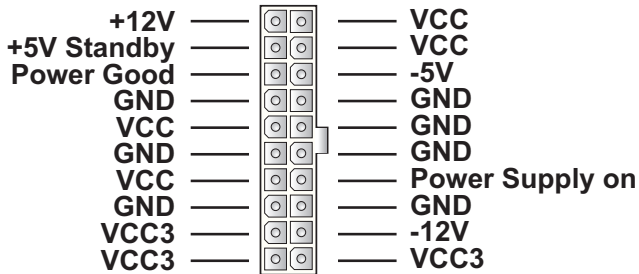 +12V VCC
+5V Standby VCC
Power Good -5V
GND GND
VCC GND
GND GND
VCC Power Supply on
GND GND
VCC3 -12V
VCC3 VCC3